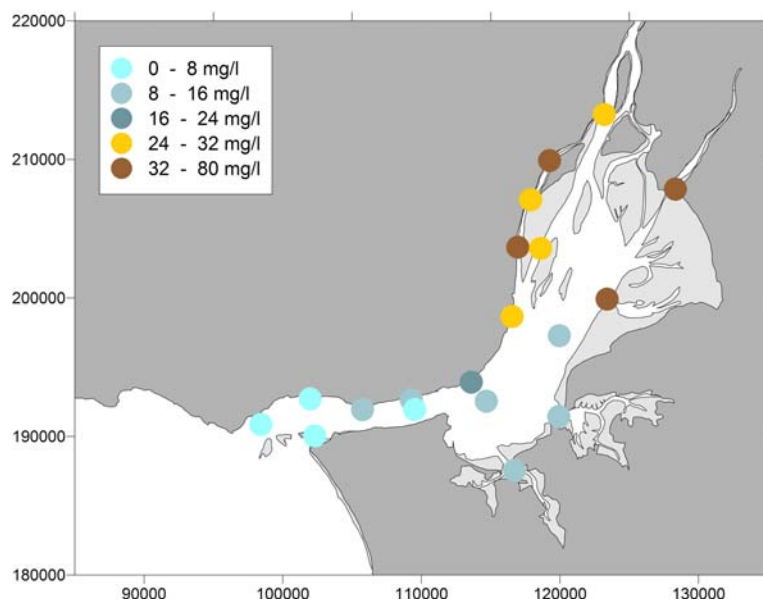 220000
0 - 8 mg/l
8 - 16 mg/l
16 - 24 mg/l
24 - 32 mg/l
32 - 80 mg/l
210000
200000
190000
180000
90000 100000 110000 120000 130000